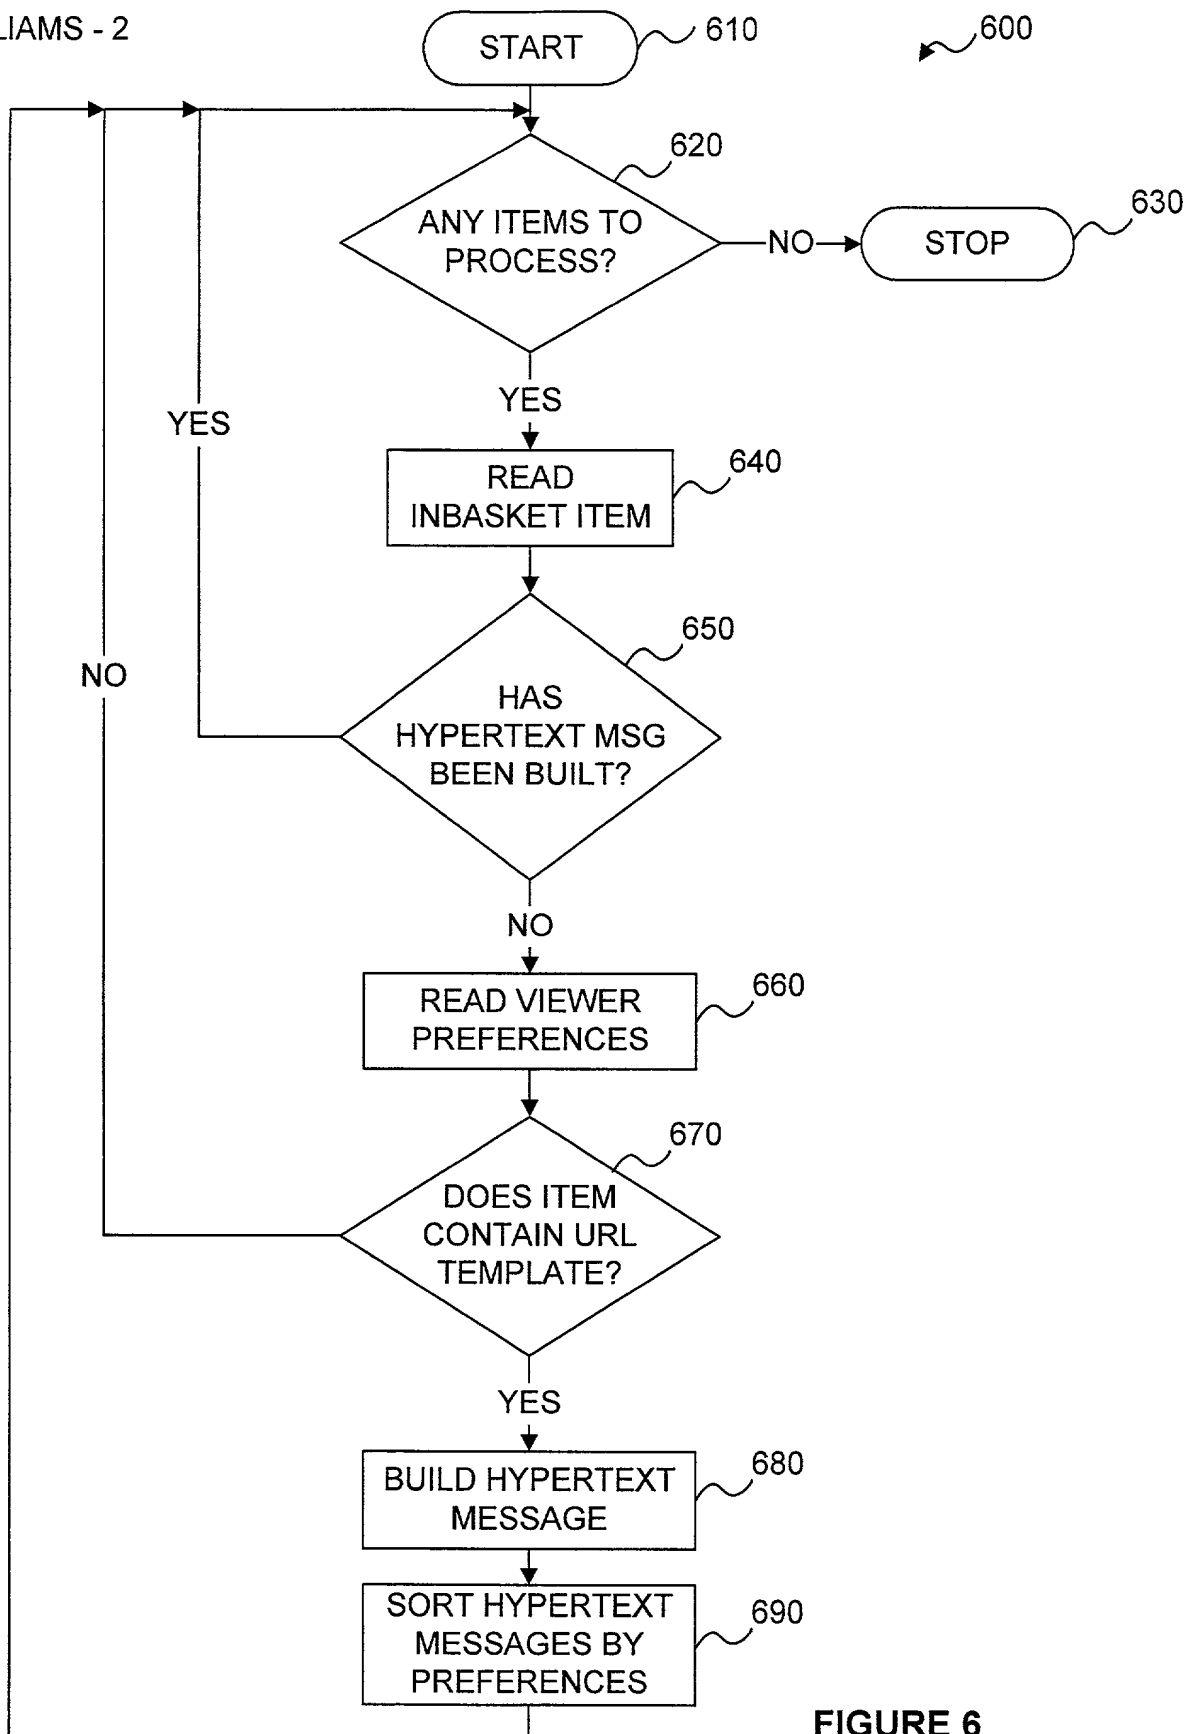 LIAMS - 2
START
610
600
620
ANY ITEMS TO
PROCESS?
NO
STOP
630
YES
YES
READ
INBASKET ITEM
640
650
NO
HAS
HYPERTEXT MSG
BEEN BUILT?
NO
READ VIEWER
PREFERENCES
660
670
DOES ITEM
CONTAIN URL
TEMPLATE?
YES
BUILD HYPERTEXT
MESSAGE
680
SORT HYPERTEXT
MESSAGES BY
PREFERENCES
690
FIGURE 6